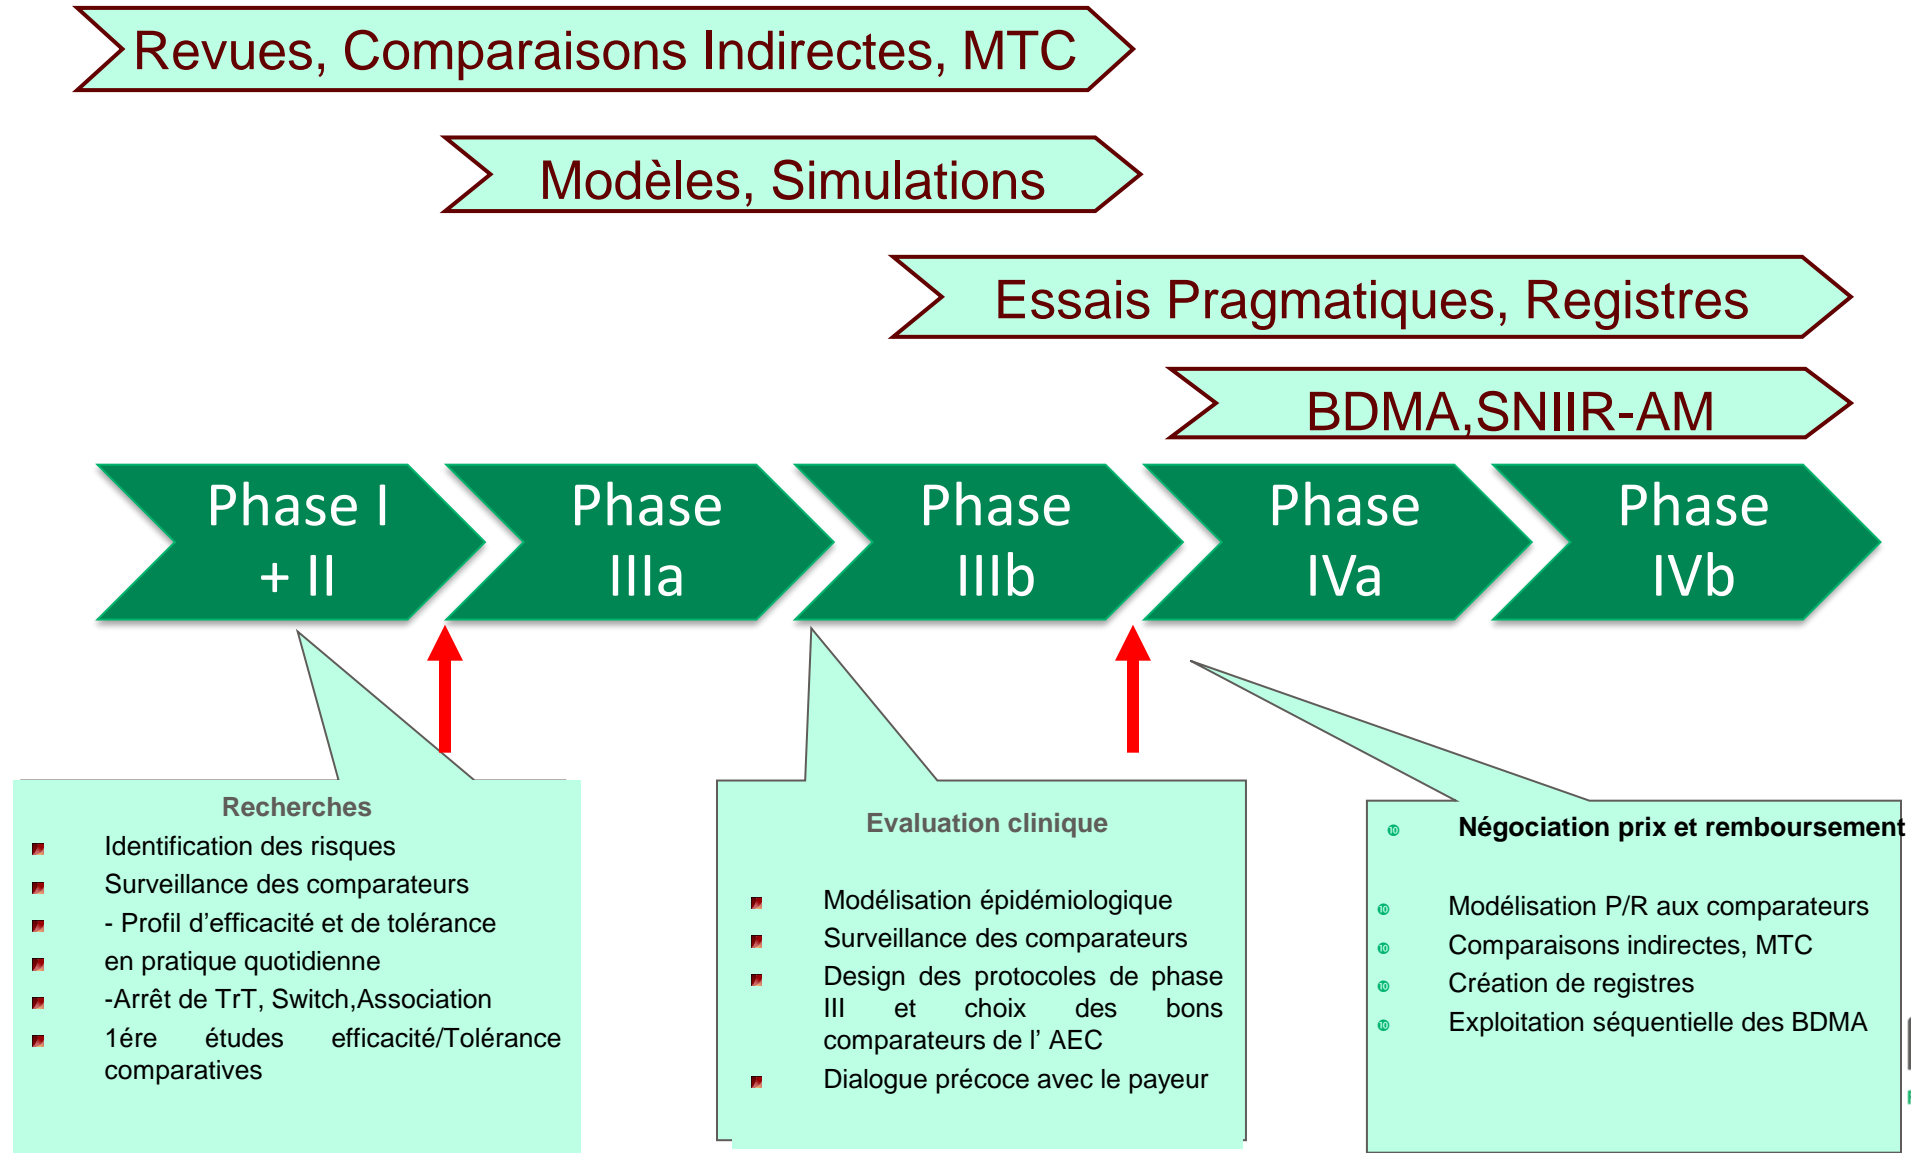 Revues, Comparaisons Indirectes, MTC
Modèles, Simulations
Essais Pragmatiques, Registres
BDMA,SNIIR-AM
Phase I
+ II
Phase
IIIa
Phase
IIIb
Phase
IVa
Phase
IVb
Recherches
Identification des risques
Surveillance des comparateurs
- Profil d’efficacité et de tolérance
en pratique quotidienne
-Arrêt de TrT, Switch,Association
1ére études efficacité/Tolérance
comparatives
Evaluation clinique
Modélisation épidémiologique
Surveillance des comparateurs
Design des protocoles de phase
III et choix des bons
comparateurs de l’ AEC
Dialogue précoce avec le payeur
Négociation prix et remboursement
Modélisation P/R aux comparateurs
Comparaisons indirectes, MTC
Création de registres
Exploitation séquentielle des BDMA